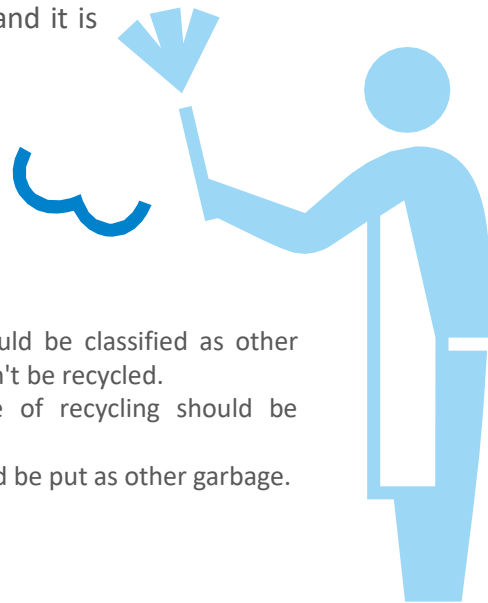 and it is
uld be classified as other
n't be recycled.
e of recycling should be
d be put as other garbage.